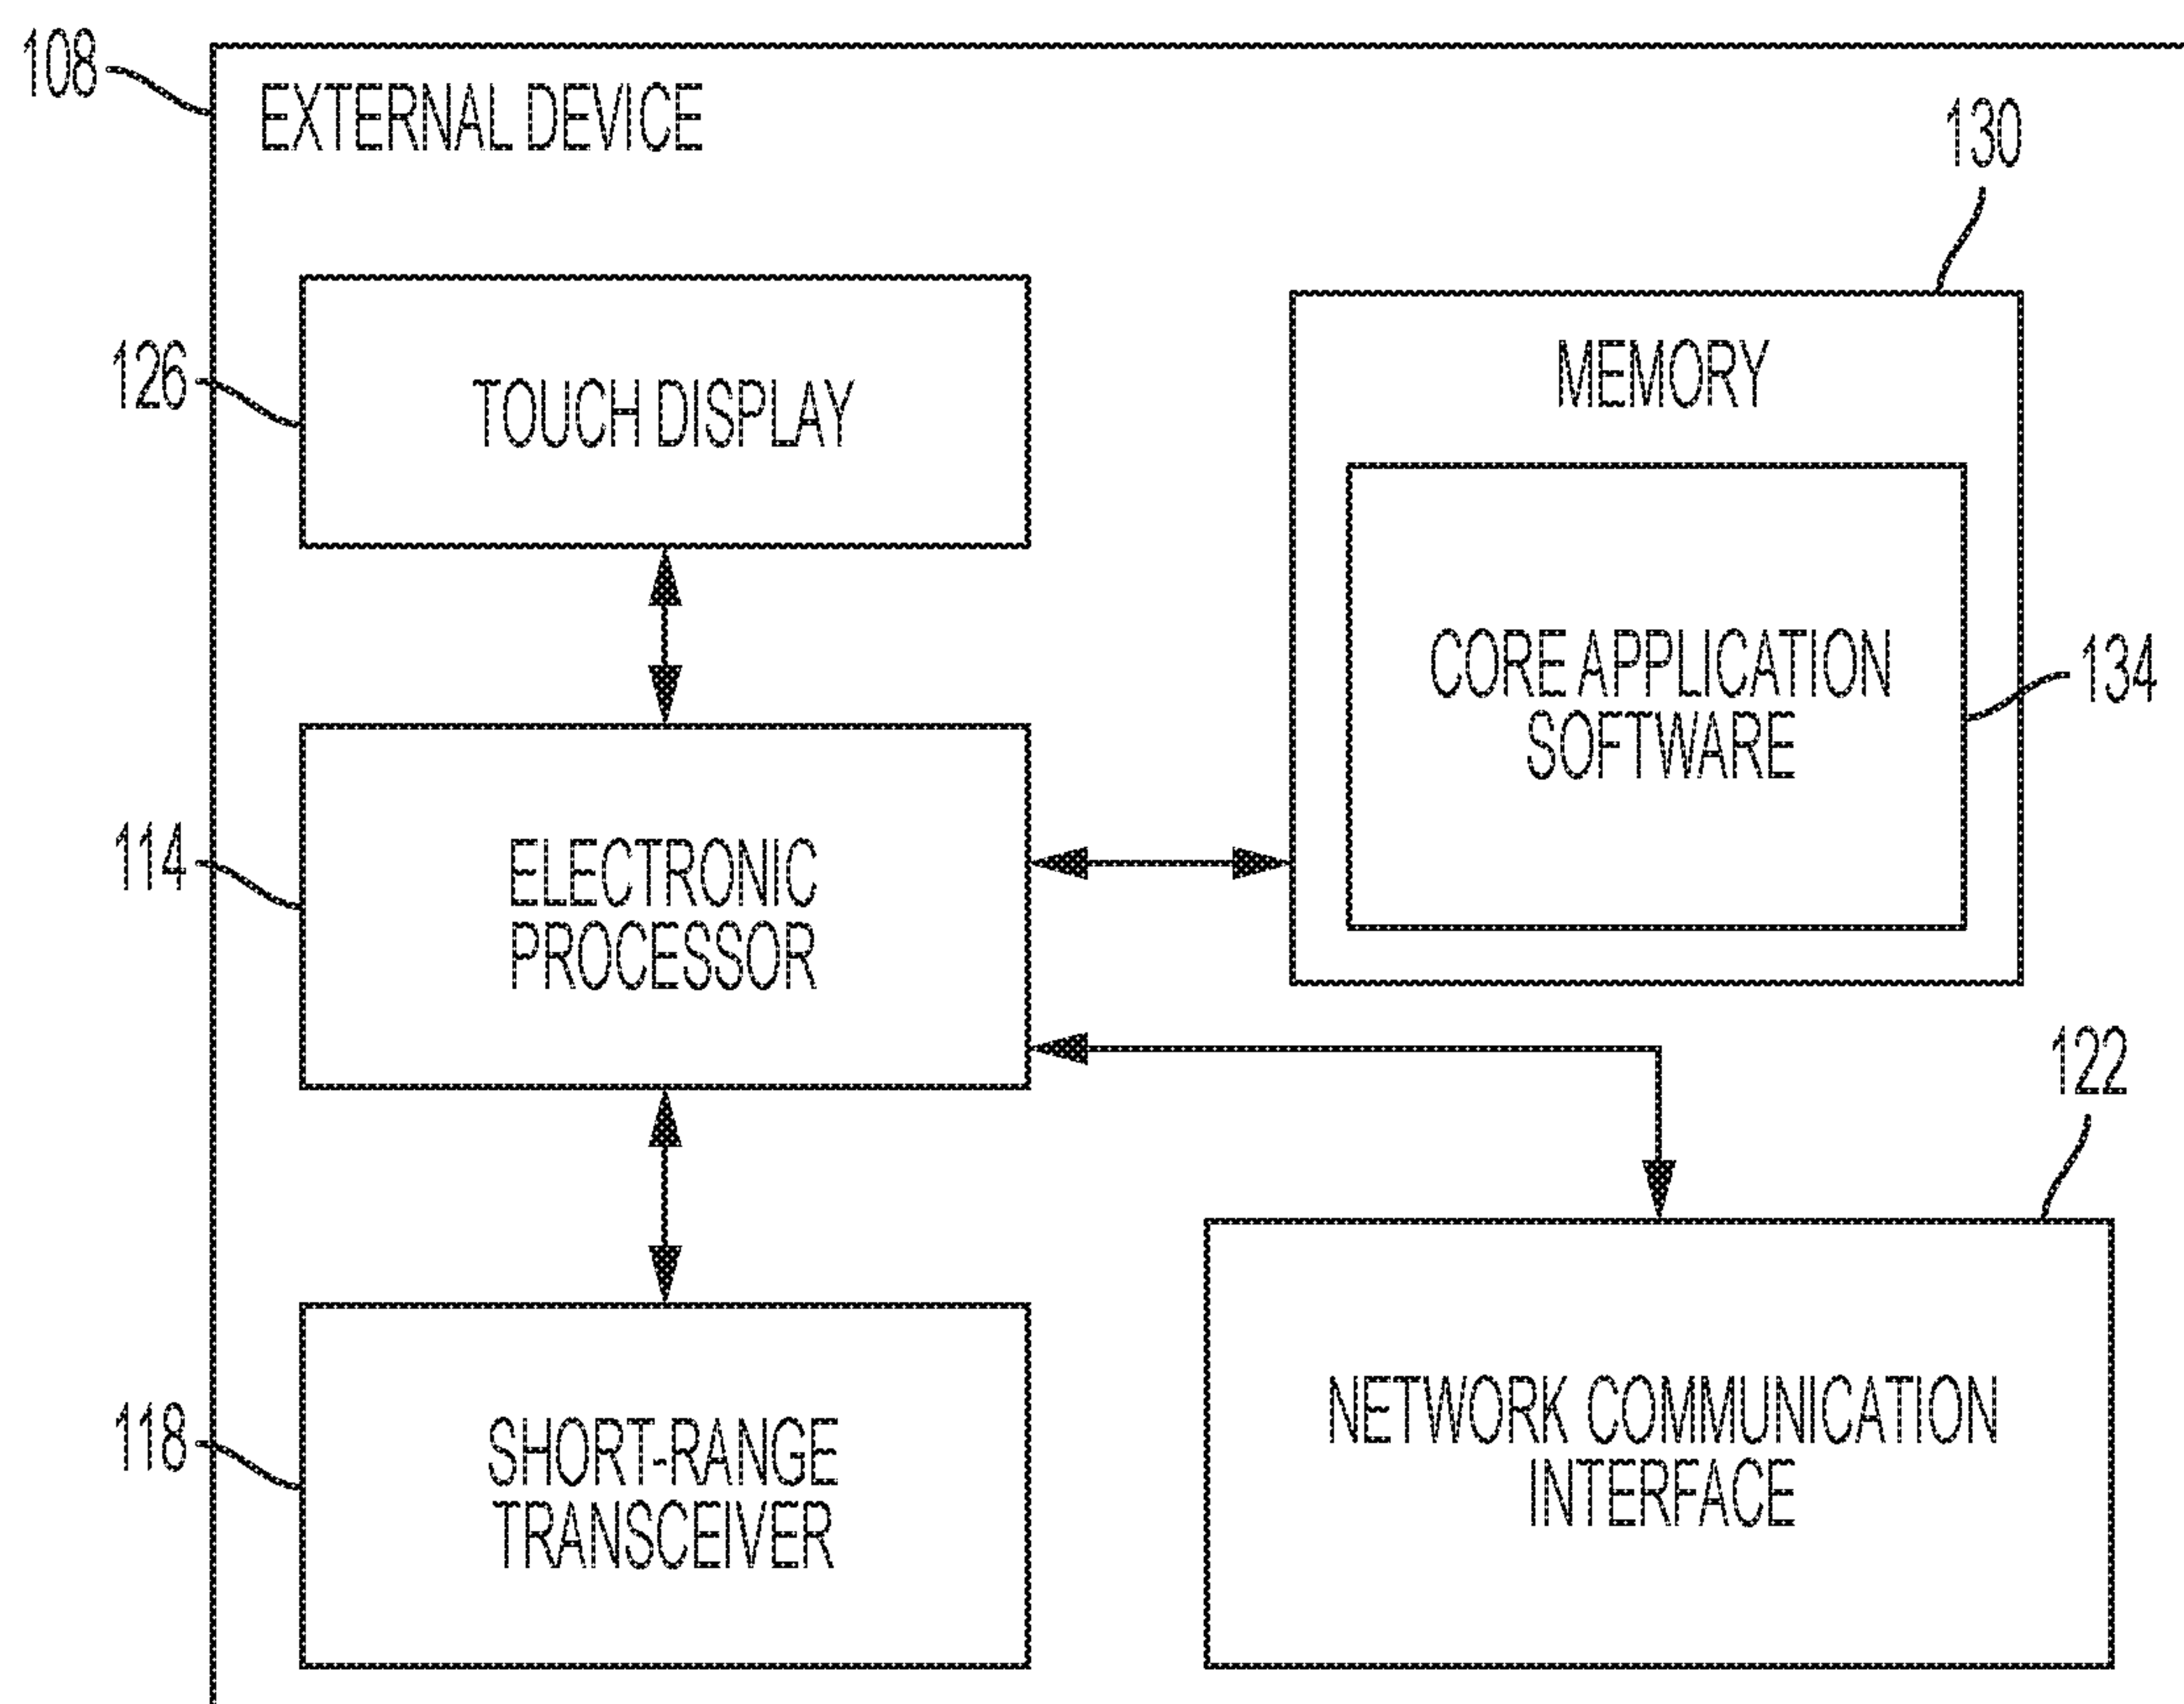 108
EXTERNAL DEVICE
130
126
TOUCH DISPLAY
MEMORY
CORE APPLICATION
SOFTWARE
134
114
ELECTRONIC
PROCESSOR
122
118
SHORT-RANGE
TRANSCEIVER
NETWORK COMMUNICATION
INTERFACE